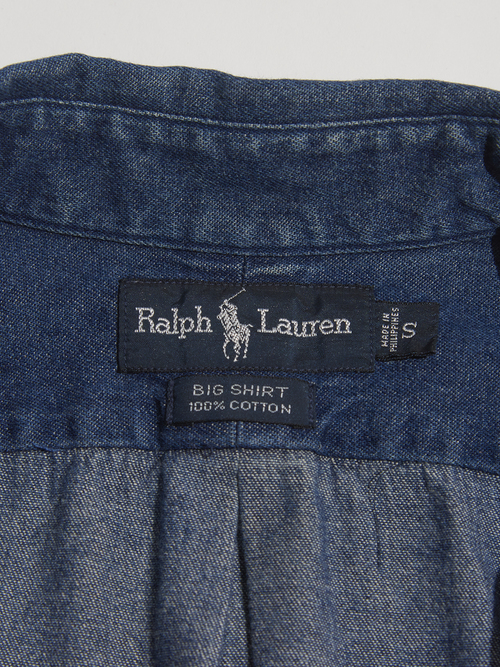 Ralph Lauren
MADE IN
PHILIPPINES
S
BIG SHIRT
100% COTTON